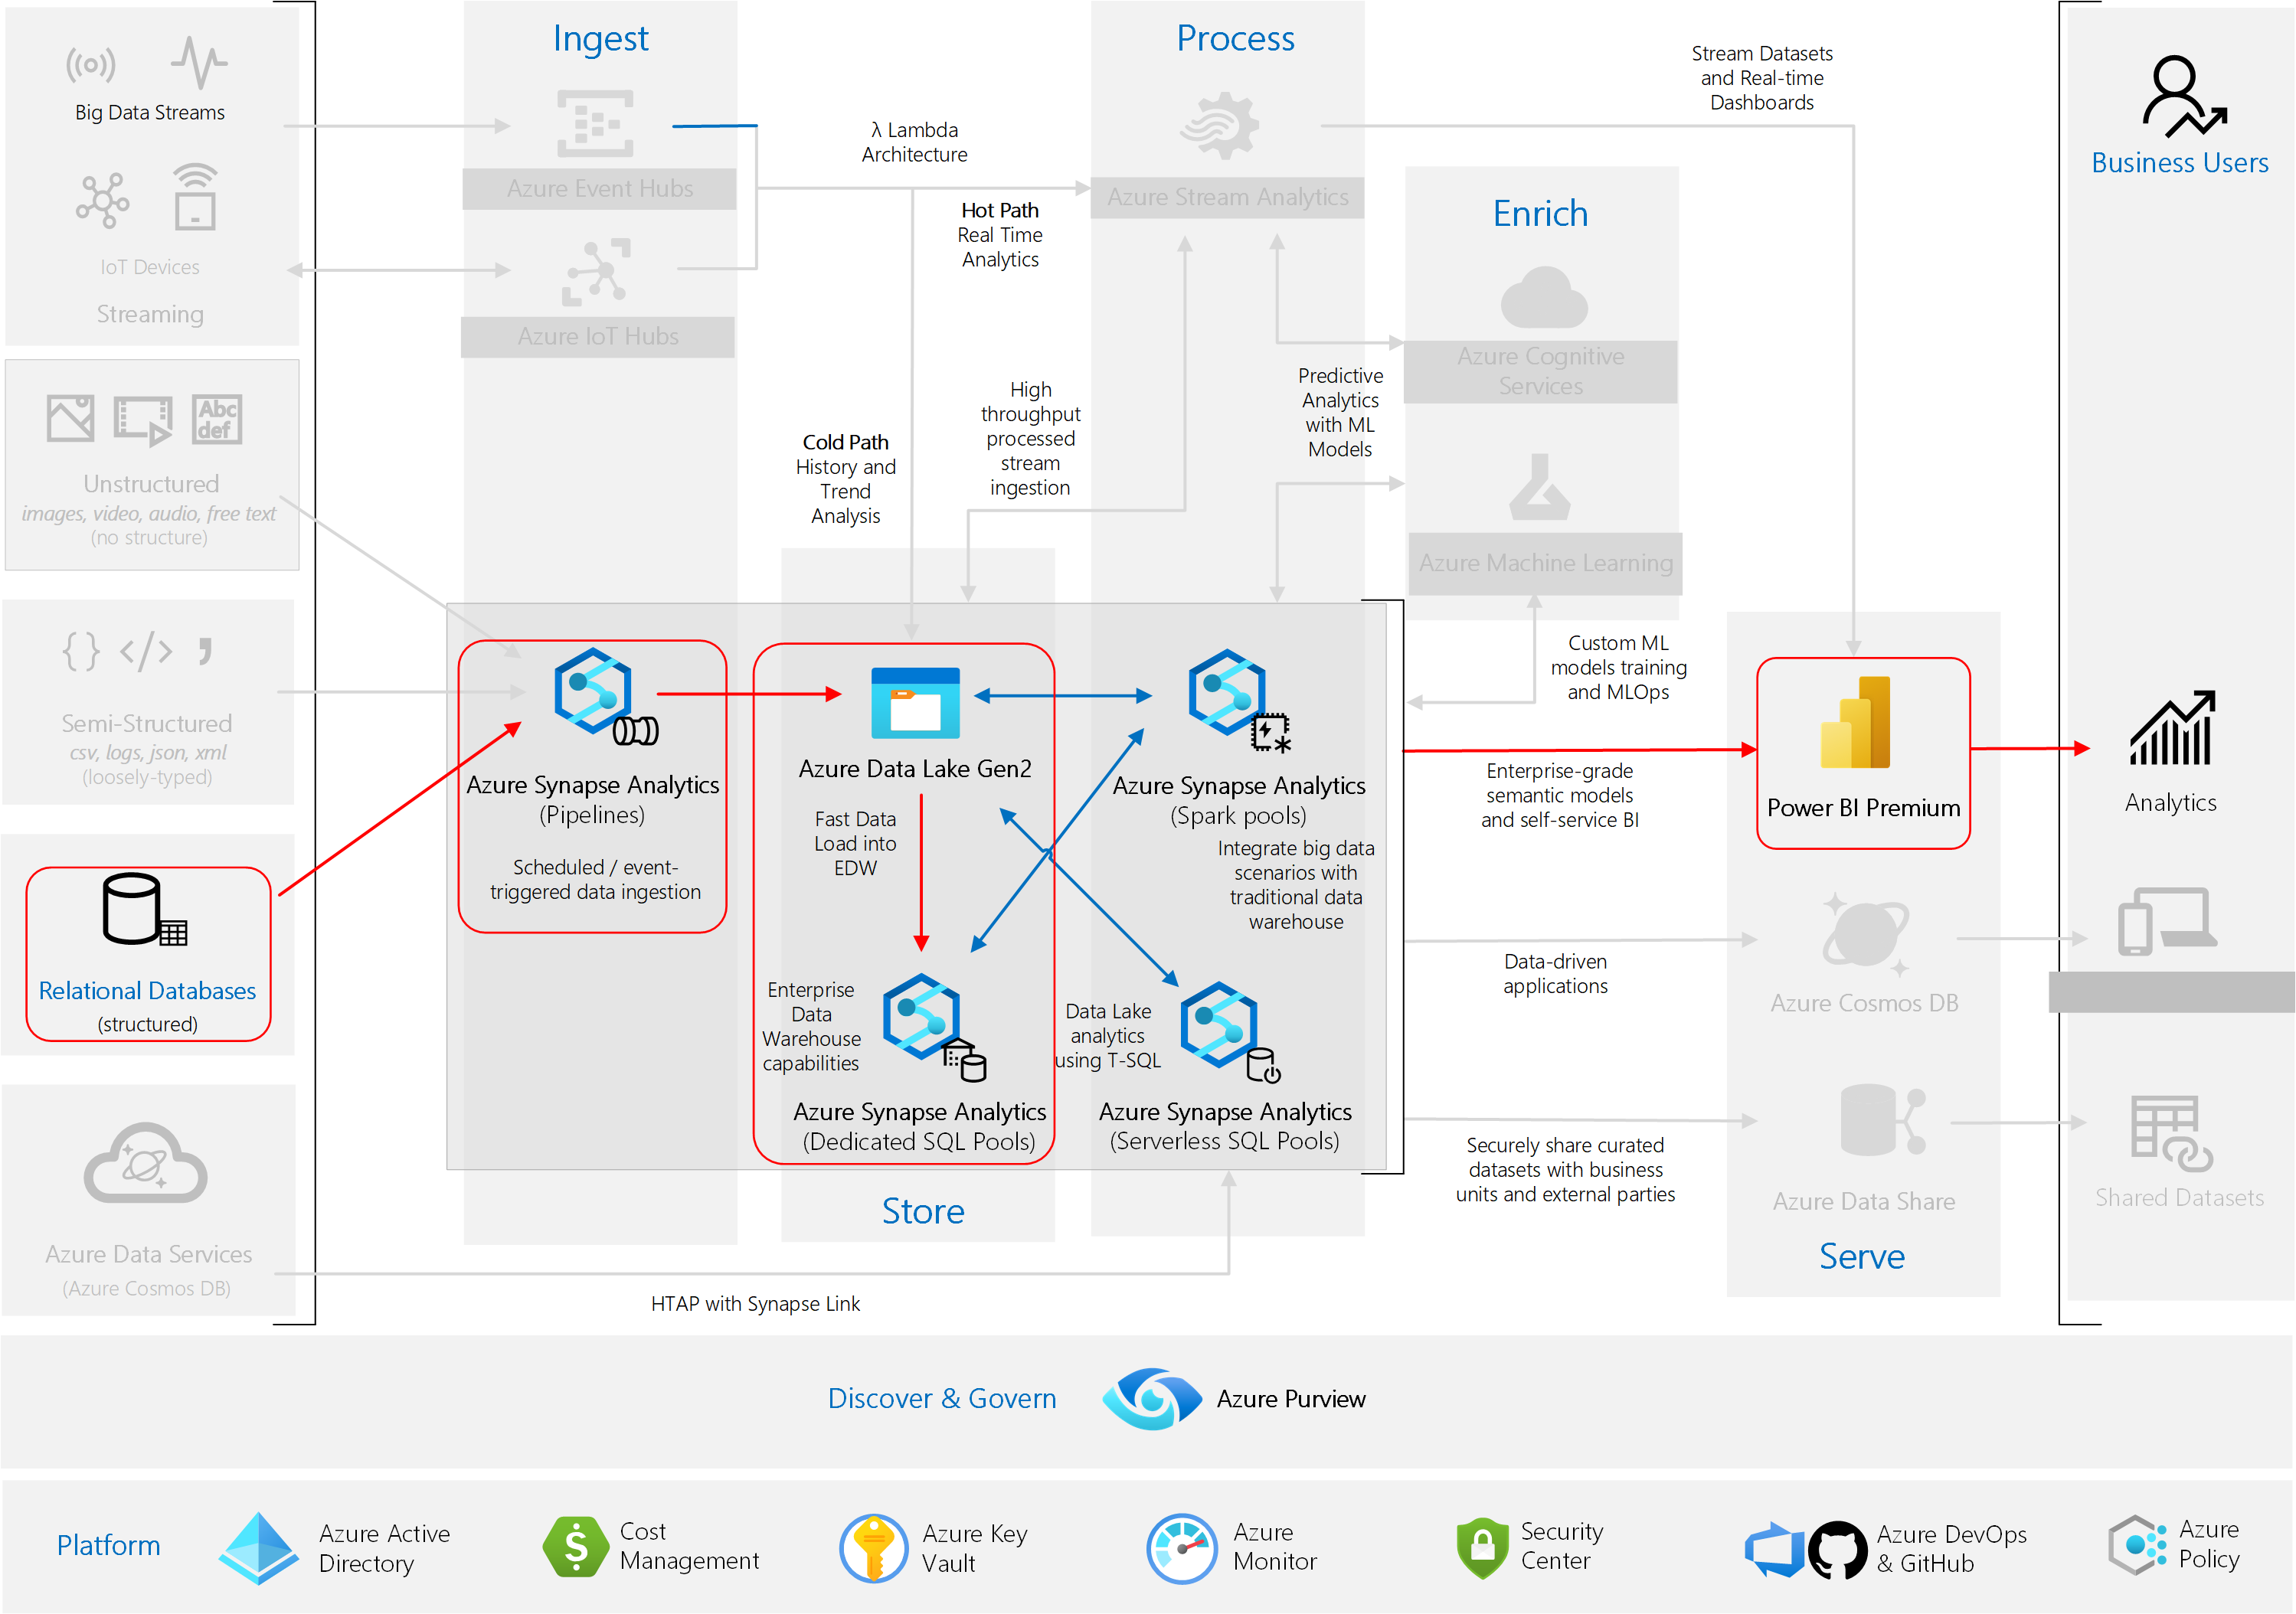 Big Data Streams
IoT Devices
Streaming
Abc
def
Unstructured
images, video, audio, free text
(no structure)
Semi-Structured
csv, logs, json, xml
(loosely-typed)
Relational Databases
(structured)
Azure Data Services
(Azure Cosmos DB)
Ingest
Azure Event Hubs
Azure IoT Hubs
λ Lambda
Architecture
Hot Path
Real Time
Analytics
Cold Path
History and
Trend
Analysis
High
throughput
processed
stream
ingestion
Process
Azure Stream Analytics
Predictive
Analytics
with ML
Models
Stream Datasets
and Real-time
Dashboards
Enrich
Azure Cognitive
Services
Azure Machine Learning
Custom ML
models training
and MLOps
Azure Synapse Analytics
(Pipelines)
Scheduled / event-
triggered data ingestion
Azure Data Lake Gen2
Fast Data
Load into
EDW
Enterprise
Data
Warehouse
capabilities
Azure Synapse Analytics
(Dedicated SQL Pools)
Store
Azure Synapse Analytics
(Spark pools)
Integrate big data
scenarios with
traditional data
warehouse
Data Lake
analytics
using T-SQL
Azure Synapse Analytics
(Serverless SQL Pools)
HTAP with Synapse Link
Enterprise-grade
semantic models
and self-service BI
Data-driven
applications
Securely share curated
datasets with business
units and external parties
Power BI Premium
Azure Cosmos DB
Azure Data Share
Serve
Business Users
Analytics
Shared Datasets
Discover & Govern
Azure Purview
Platform
Azure Active
Directory
Cost
Management
Azure Key
Vault
Azure
Monitor
Security
Center
Azure DevOps
& GitHub
Azure
Policy